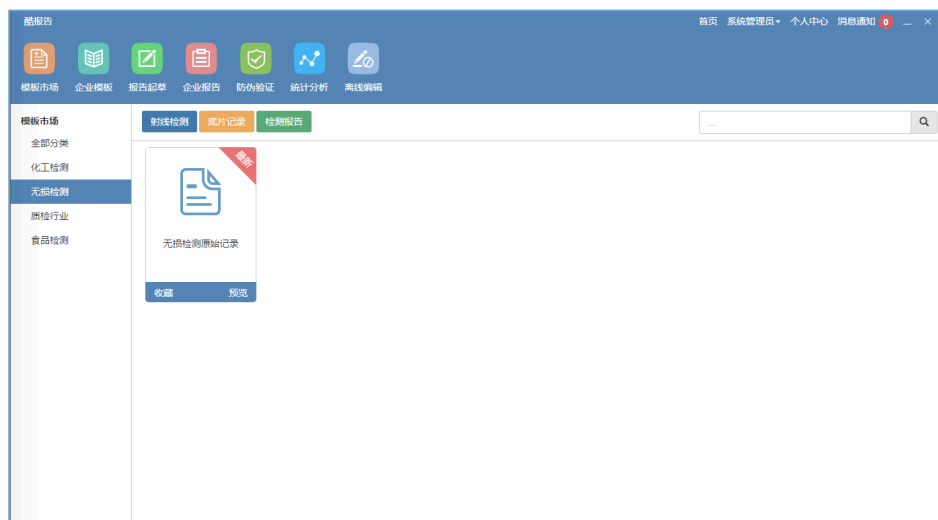 酷报告
首页 系统管理员 个人中心 消息通知 0
模板市场 企业模板 报告起草 企业报告 防伪验证 统计分析 离线编辑
模板市场
全部分类
化工检测
无损检测
质检行业
食品检测
射线检测 底片记录 检测报告
...
最新
无损检测原始记录
收藏 预览